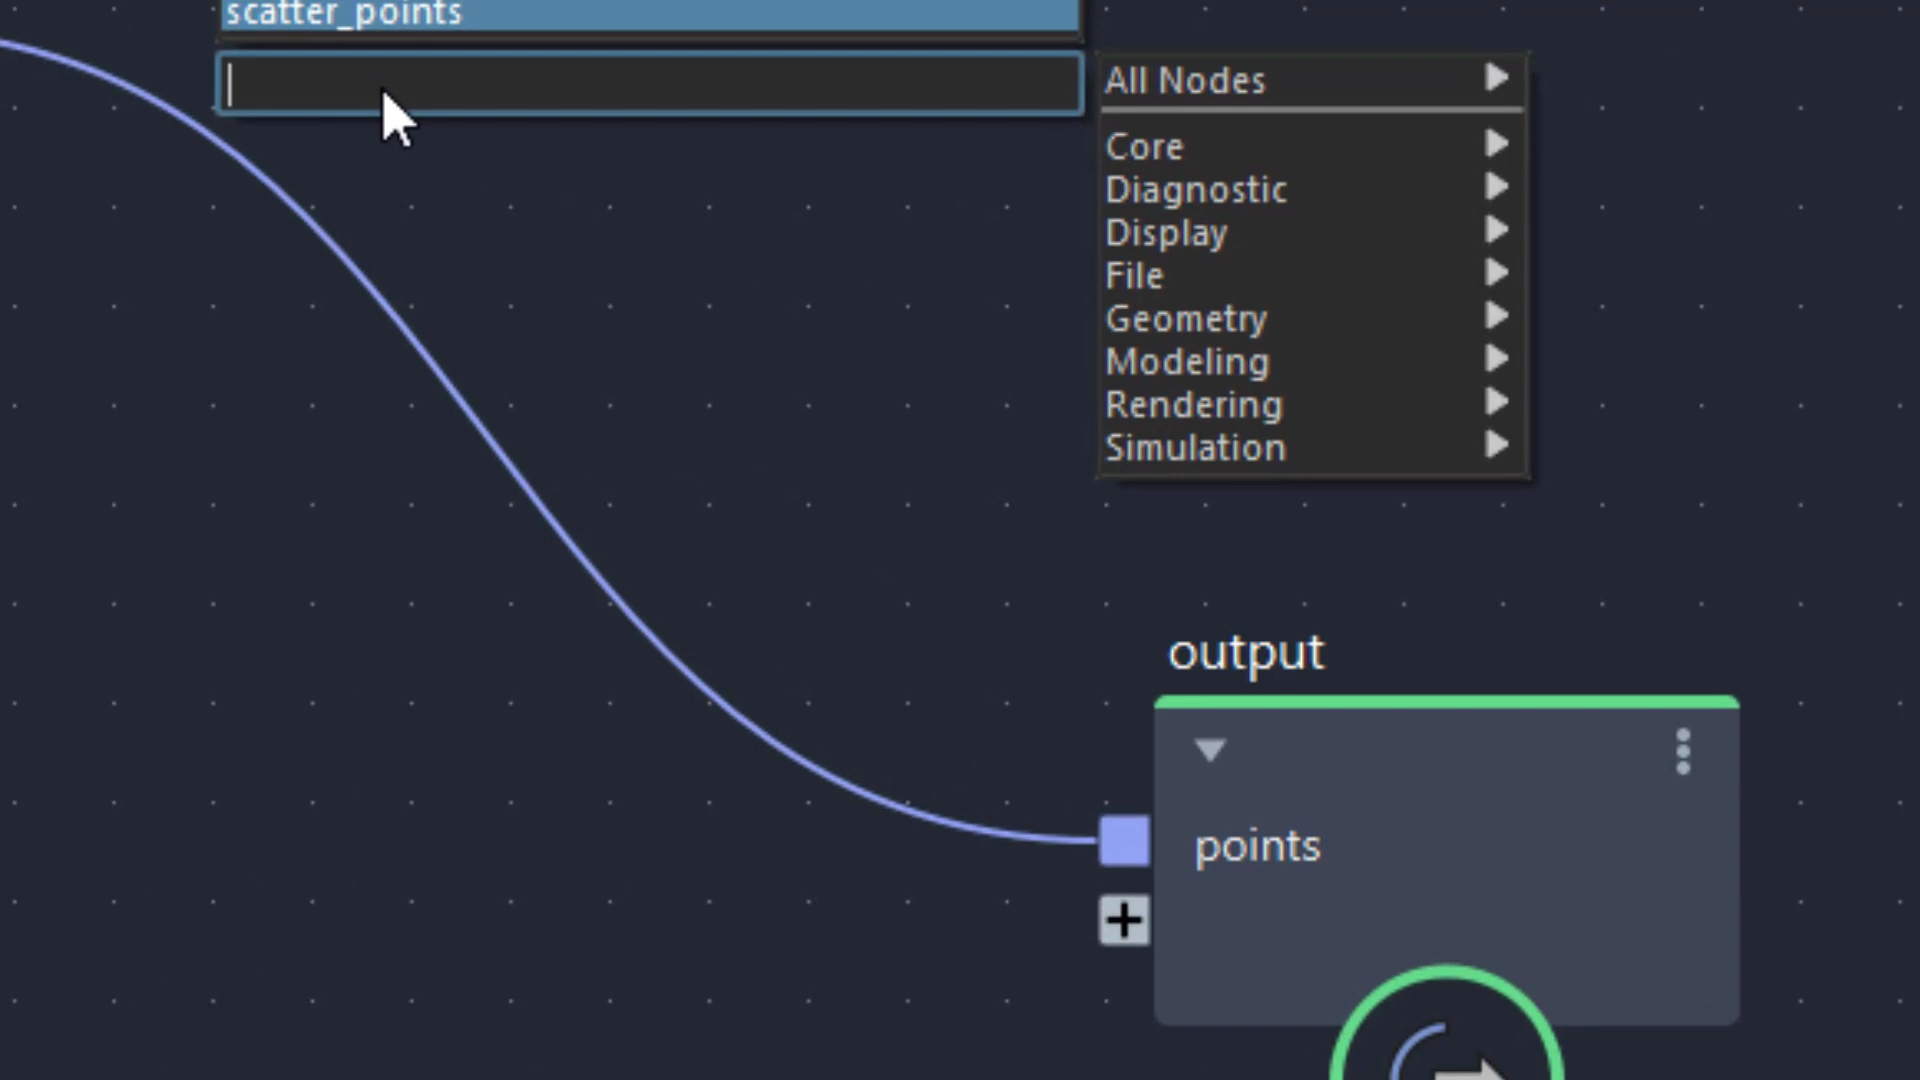 scatter_points
All Nodes
Core
Diagnostic
Display
File
Geometry
Modeling
Rendering
Simulation
output
points